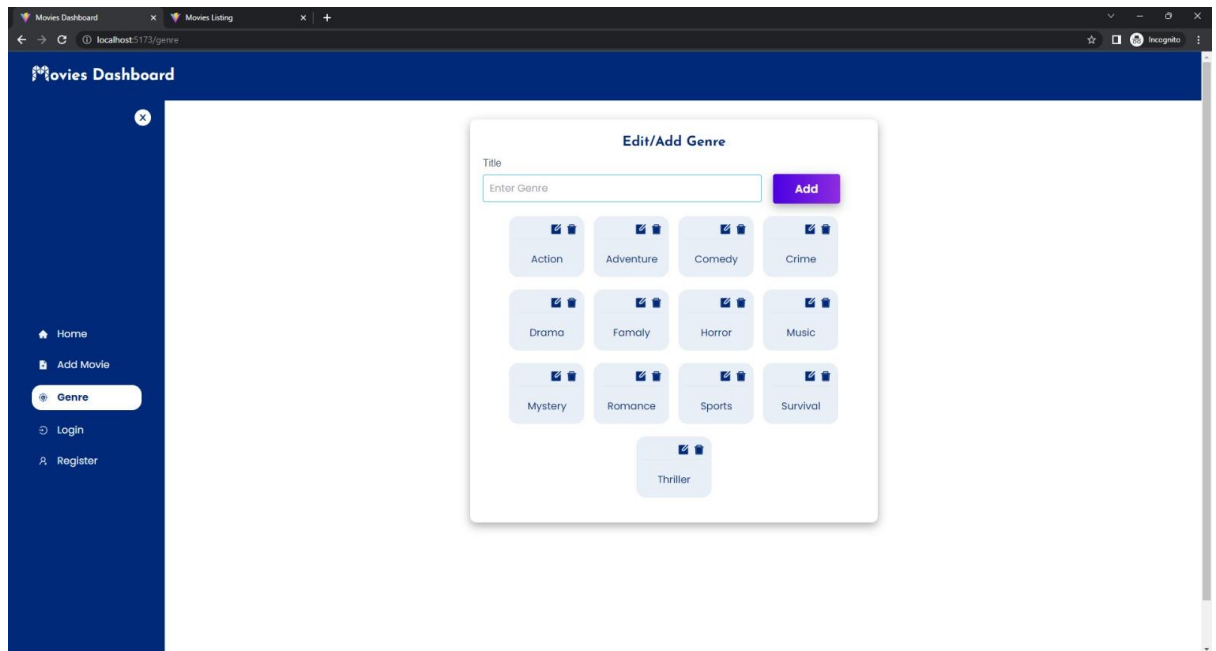 Movies Dashboard
Movies Listing
localhost:5173/genre
Incognito
Movies Dashboard
Edit/Add Genre
Title
Enter Genre
Add
Action Adventure Comedy Crime
Drama Famaly Horror Music
Mystery Romance Sports Survival
Thriller
Home
Add Movie
Genre
Login
Register